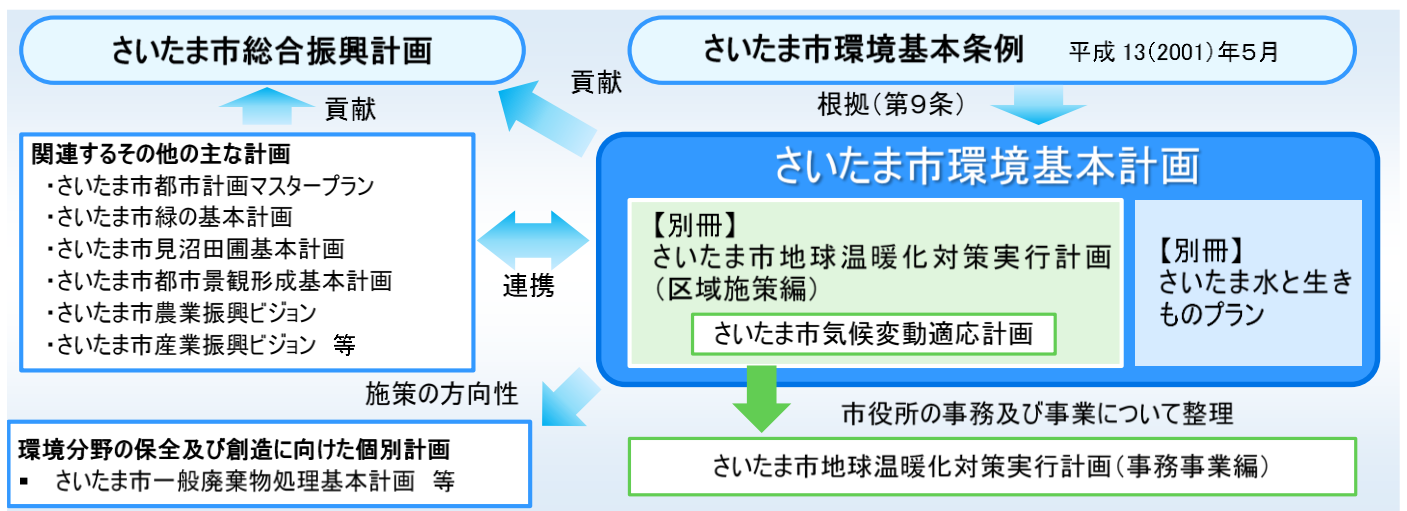 さいたま市総合振興計画
さいたま市環境基本条例 平成13(2001)年5月
貢献
貢献
根拠(第9条)
関連するその他の主な計画
・さいたま市都市計画マスタープラン
・さいたま市緑の基本計画
・さいたま市見沼田圃基本計画
・さいたま市都市景観形成基本計画
・さいたま市農業振興ビジョン
・さいたま市産業振興ビジョン 等
連携
さいたま市環境基本計画
【別冊】
さいたま市地球温暖化対策実行計画
(区域施策編)
さいたま市気候変動適応計画
【別冊】
さいたま水と生き
ものプラン
施策の方向性
市役所の事務及び事業について整理
環境分野の保全及び創造に向けた個別計画
▪ さいたま市一般廃棄物処理基本計画 等
さいたま市地球温暖化対策実行計画(事務事業編)